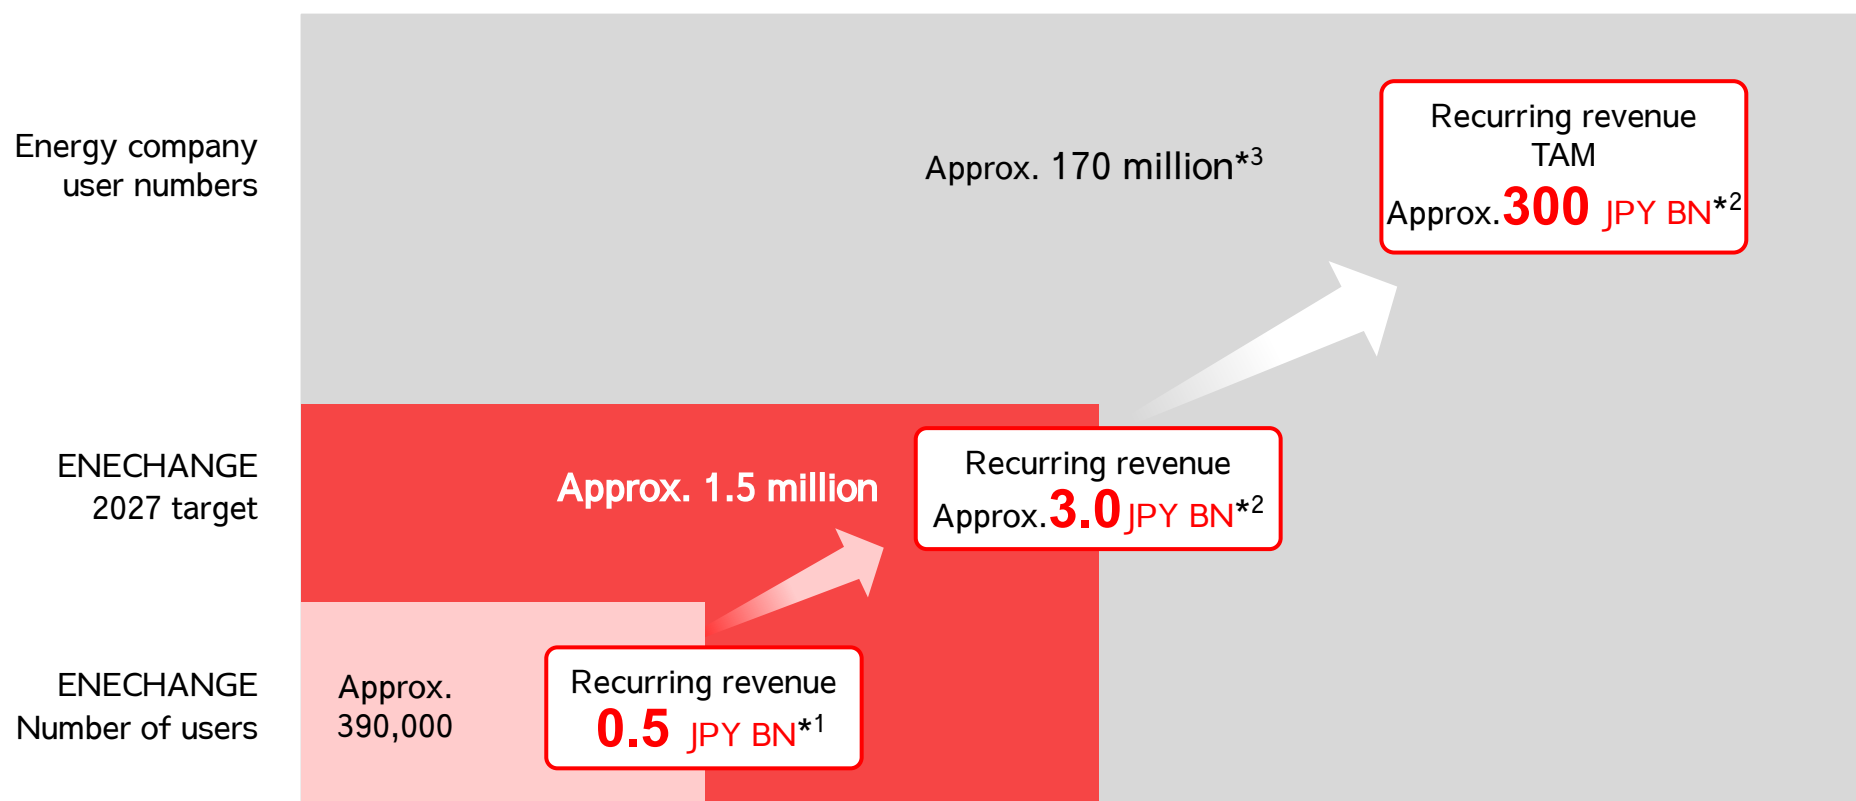 Energy company
user numbers
Approx. 170 million*3
Recurring revenue
TAM
Approx.300 JPY BN*2
ENECHANGE
2027 target
Approx. 1.5 million
Recurring revenue
Approx.3.0 JPY BN*2
ENECHANGE
Number of users
Approx.
390,000
Recurring revenue
0.5 JPY BN*1